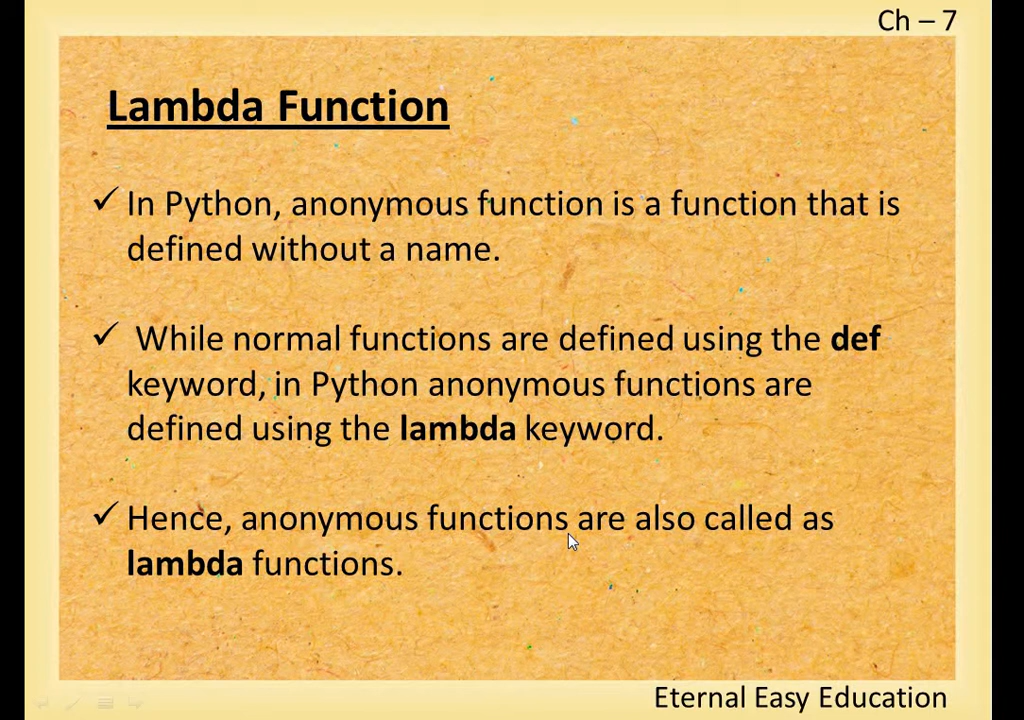 Ch – 7
Lambda Function
✓ In Python, anonymous function is a function that is
defined without a name.
✓ While normal functions are defined using the def
keyword, in Python anonymous functions are
defined using the lambda keyword.
✓ Hence, anonymous functions are also called as
lambda functions.
Eternal Easy Education